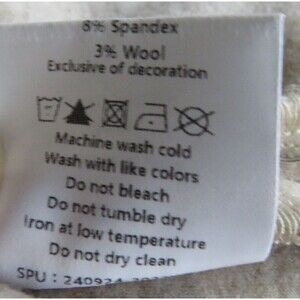 8% Spandex
3% Wool
Exclusive of decoration
Machine wash cold
Wash with like colors
Do not bleach
Do not tumble dry
Iron at low temperature
Do not dry clean
SPU :